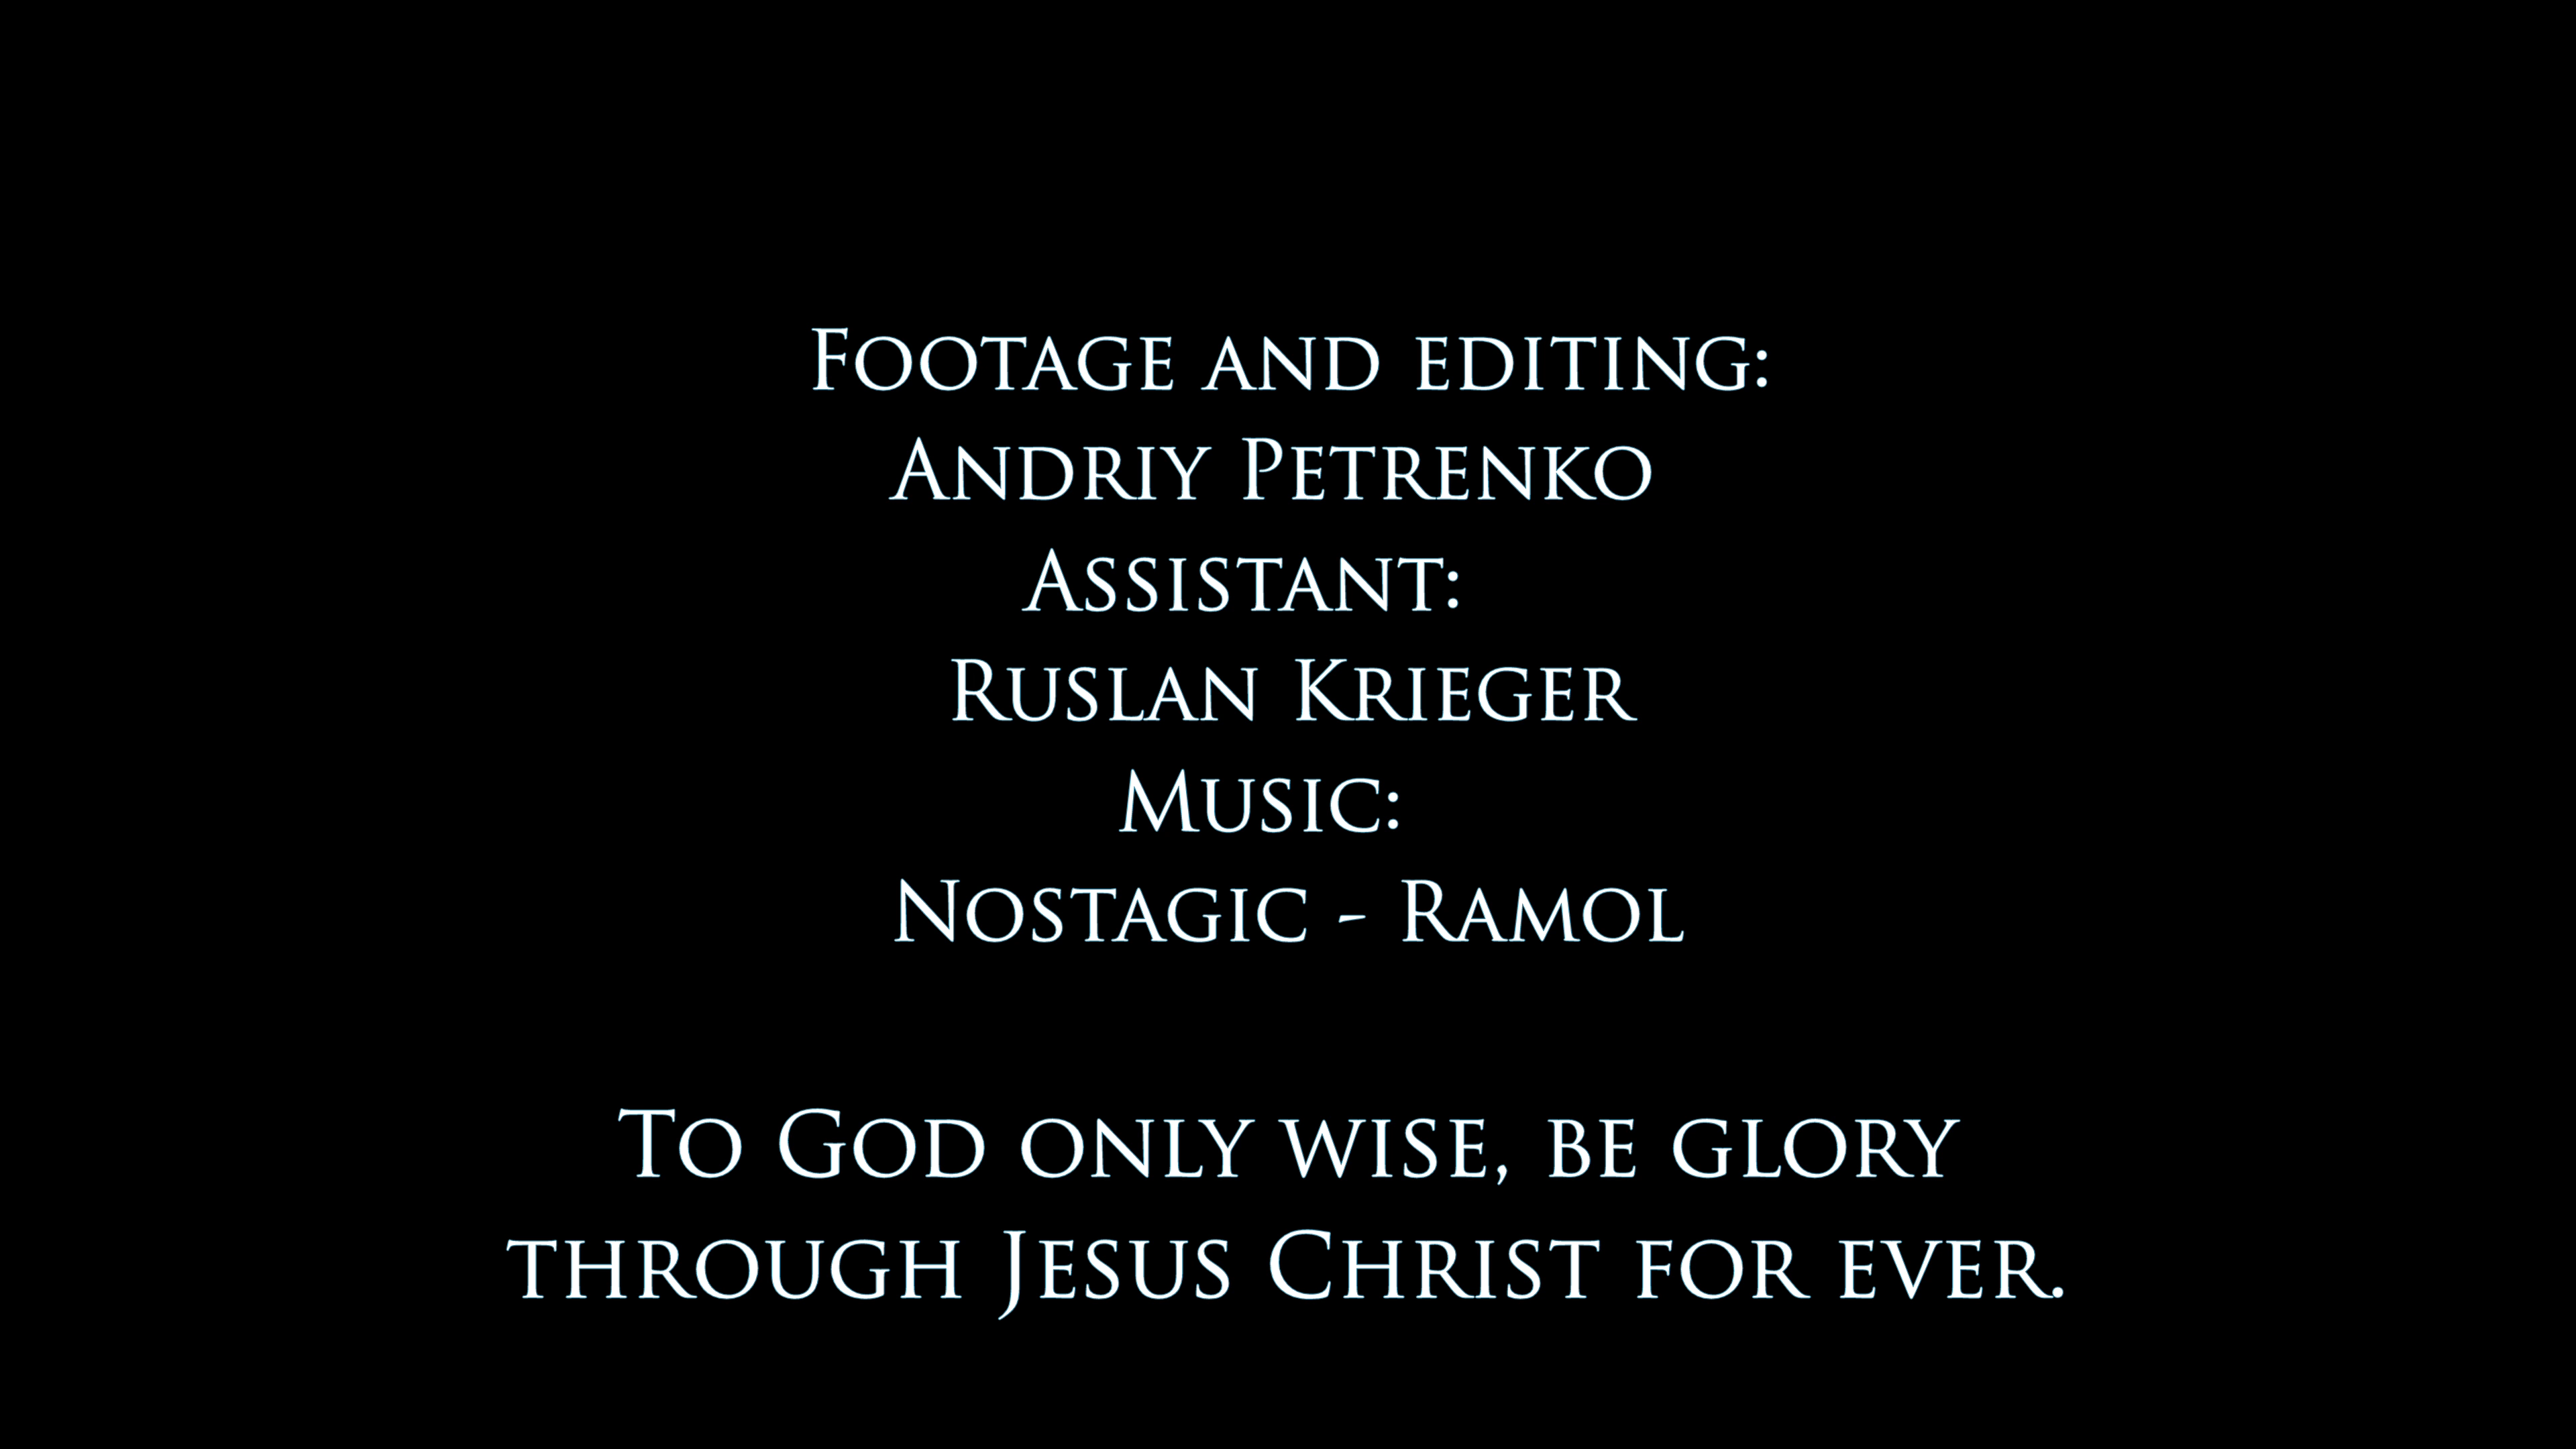 Footage and editing:
Andriy Petrenko
Assistant:
Ruslan Krieger
Music:
Nostagic - Ramol
To God only wise, be glory
through Jesus Christ for ever.